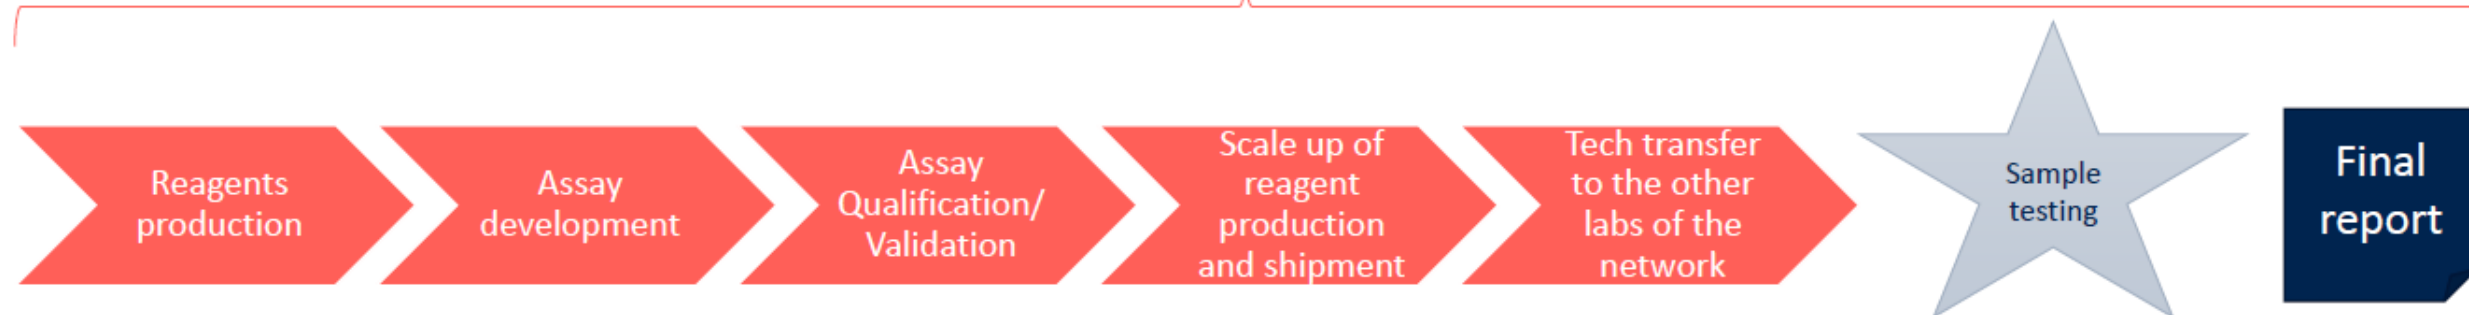 Reagents
production
Assay
development
Assay
Qualification/
Validation
Scale up of
reagent
production
and shipment
Tech transfer
to the other
labs of the
network
Sample
testing
Final
report